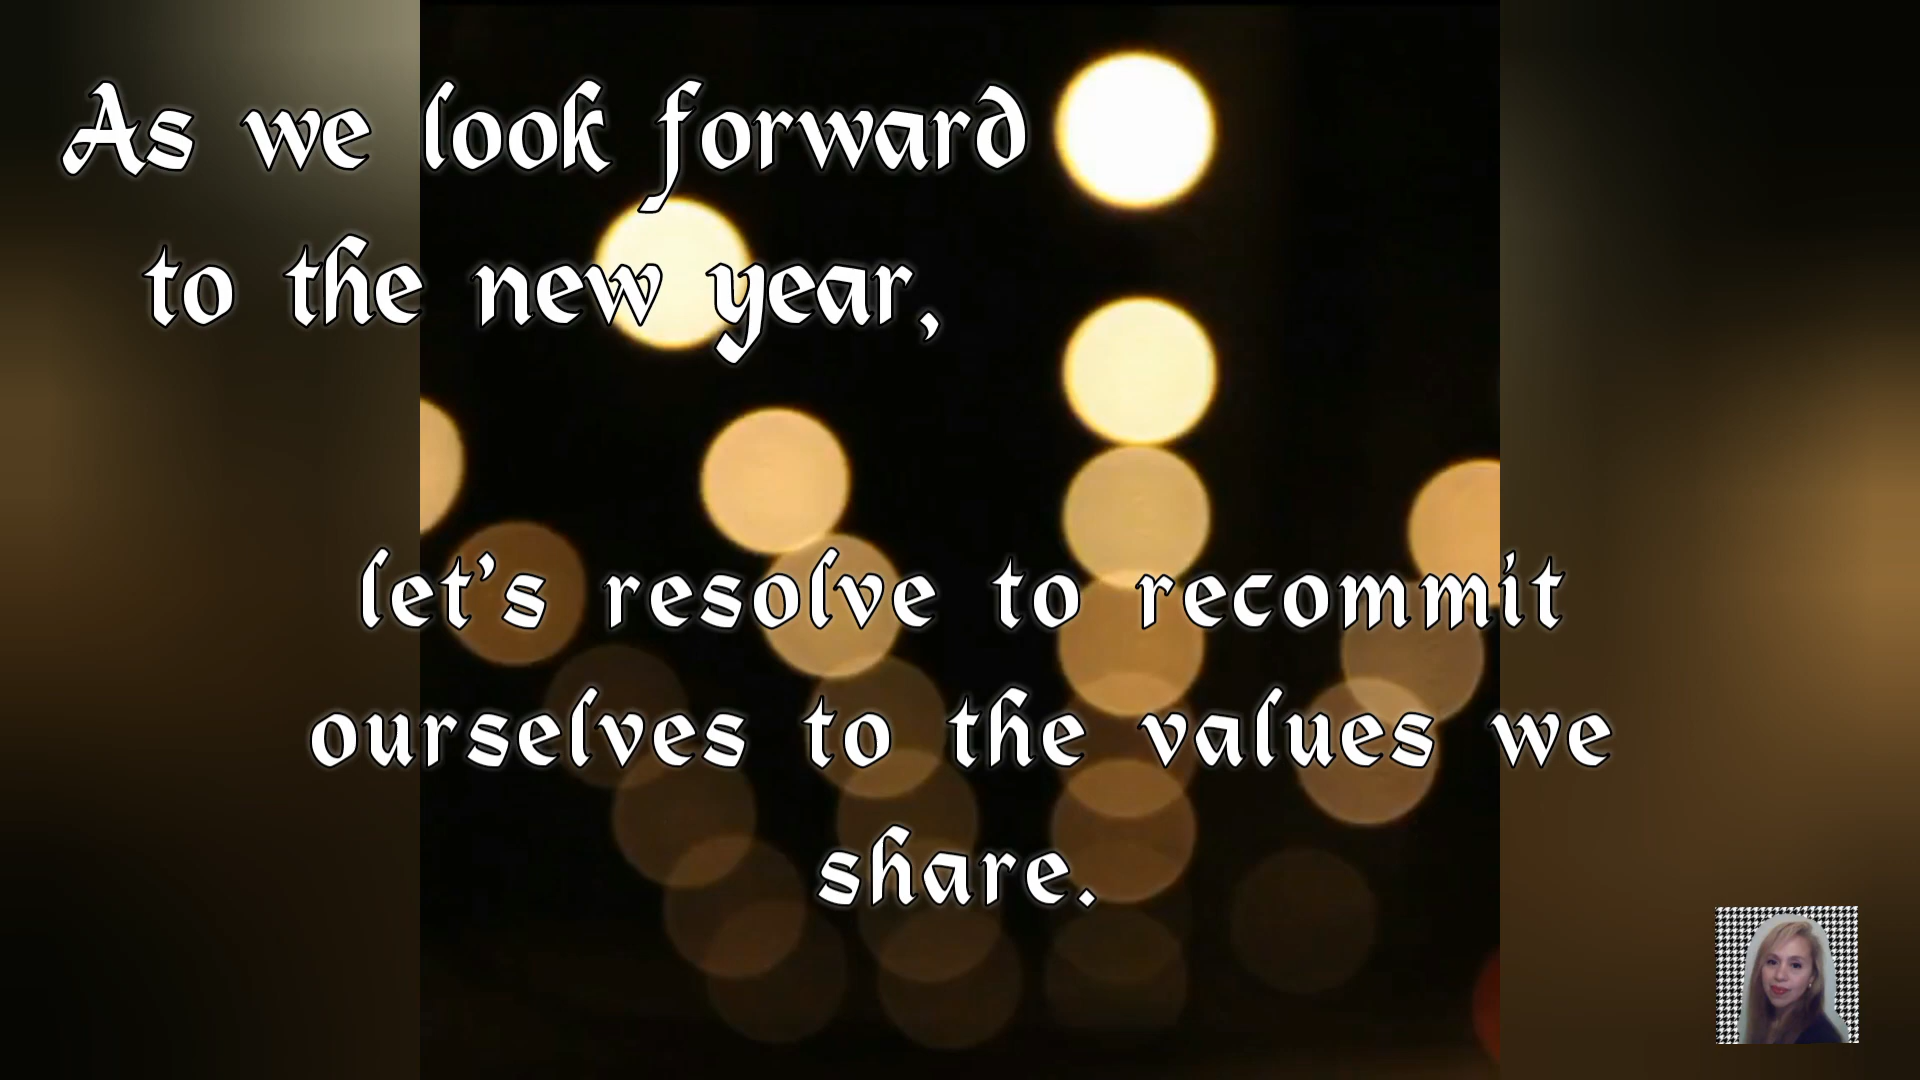 As we look forward
to the new year,
let's resolve to recommit
ourselves to the values we
share.